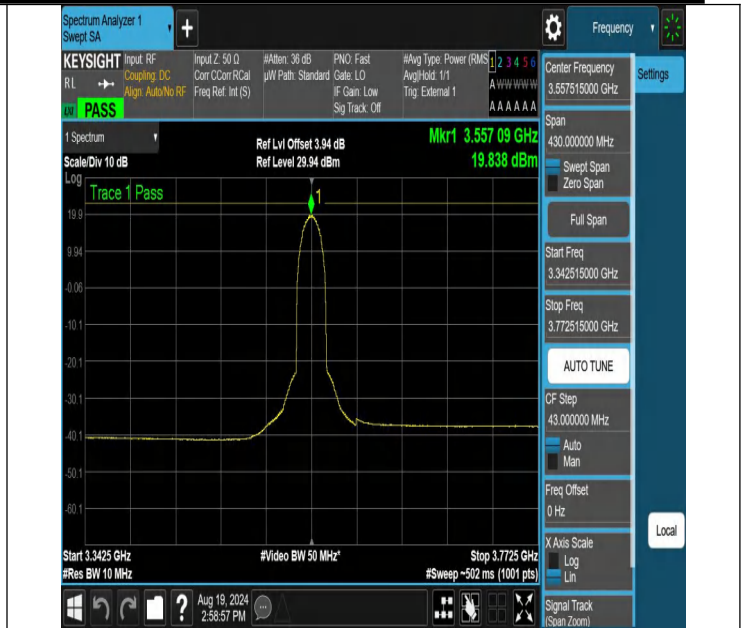 Spectrum Analyzer 1
Swept SA
+
Frequency
KEYSIGHT
RL
PASS
Input: RF
Coupling: DC
Align: Auto/No RF
Input Z: 50 Ω
Corr CCorr RCal
Freq Ref: Int (S)
#Atten: 36 dB
µW Path: Standard
PNO: Fast
Gate: LO
IF Gain: Low
Sig Track: Off
#Avg Type: Power (RMS
Avg|Hold: 1/1
Trig: External 1
1 2 3 4 5 6
A W W W W W
A A A A A A
1 Spectrum
Scale/Div 10 dB
Ref Lvl Offset 3.94 dB
Ref Level 29.94 dBm
Mkr1 3.557 09 GHz
19.838 dBm
Log
Trace 1 Pass
1
19.9
9.94
-0.06
-10.1
-20.1
-30.1
-40.1
-50.1
-60.1
Start 3.3425 GHz
#Res BW 10 MHz
#Video BW 50 MHz*
Stop 3.7725 GHz
#Sweep ~502 ms (1001 pts)
Center Frequency
3.557515000 GHz
Settings
Span
430.000000 MHz
Swept Span
Zero Span
Full Span
Start Freq
3.342515000 GHz
Stop Freq
3.772515000 GHz
AUTO TUNE
CF Step
43.000000 MHz
Auto
Man
Freq Offset
0 Hz
X Axis Scale
Log
Lin
Local
Signal Track
(Span Zoom)
?
Aug 19, 2024
2:58:57 PM